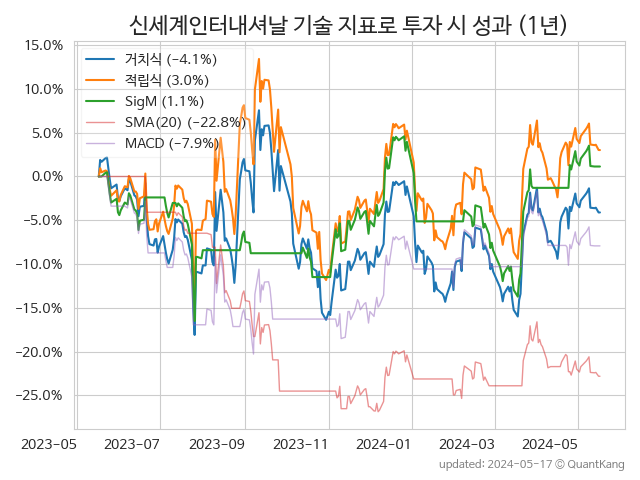 신세계인터내셔날 기술 지표로 투자 시 성과 (1년)
15.0%
10.0%
5.0%
0.0%
−5.0%
−10.0%
−15.0%
−20.0%
−25.0%
거치식 (−4.1%)
적립식 (3.0%)
SigM (1.1%)
SMA(20) (−22.8%)
MACD (−7.9%)
2023-05
2023-07
2023-09
2023-11
2024-01
2024-03
2024-05
updated: 2024-05-17 © QuantKang